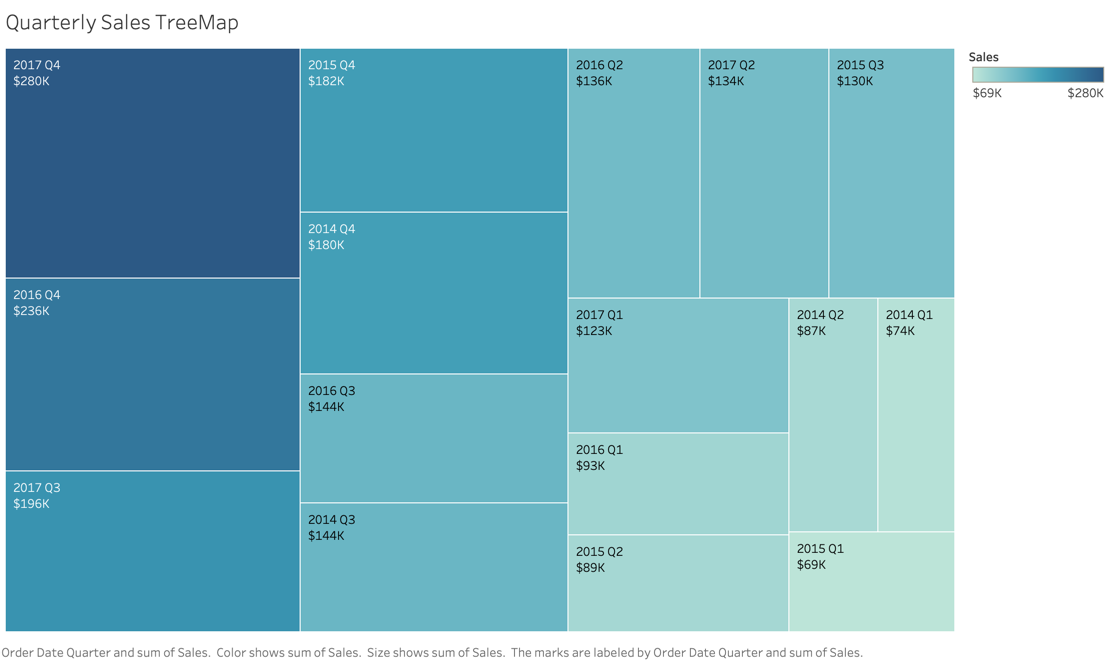 Quarterly Sales TreeMap
2017 Q4
$280K
2016 Q4
$236K
2017 Q3
$196K
2015 Q4
$182K
2014 Q4
$180K
2016 Q3
$144K
2014 Q3
$144K
2016 Q2
$136K
2017 Q2
$134K
2015 Q3
$130K
2017 Q1
$123K
2016 Q1
$93K
2015 Q2
$89K
2014 Q2
$87K
2014 Q1
$74K
2015 Q1
$69K
Sales
$69K $280K
Order Date Quarter and sum of Sales.  Color shows sum of Sales.  Size shows sum of Sales.  The marks are labeled by Order Date Quarter and sum of Sales.